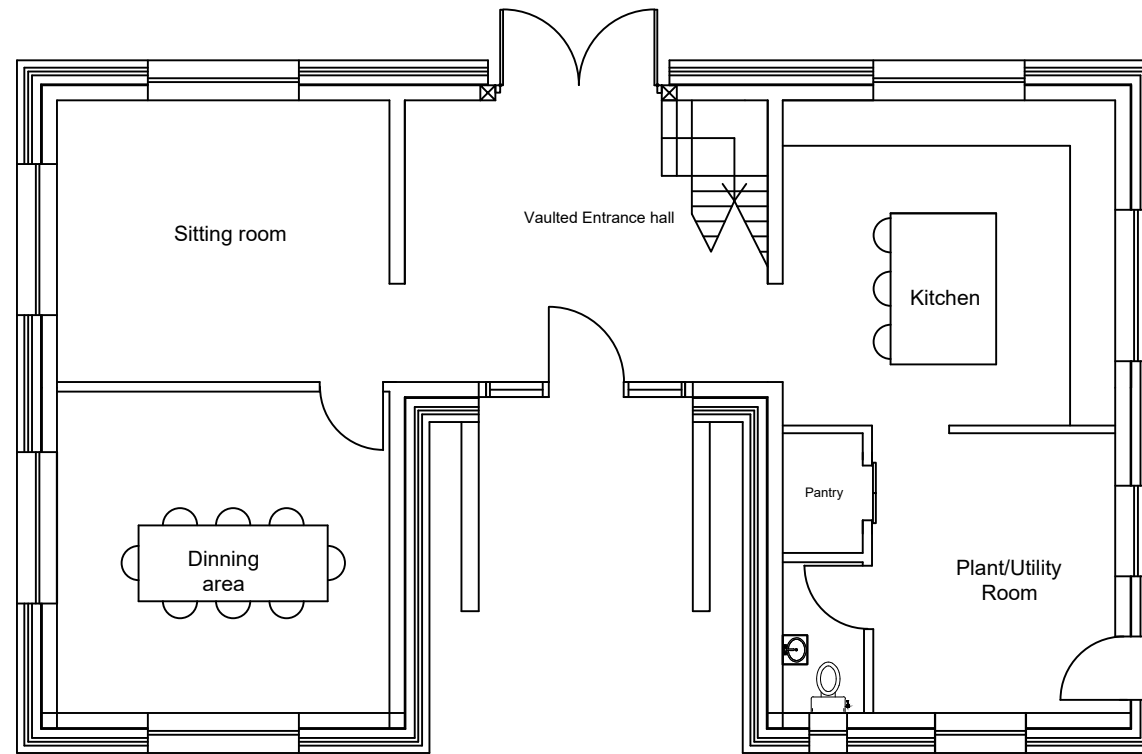 Vaulted Entrance hall
Sitting room
Kitchen
Pantry
Dinning
area
Plant/Utility
Room